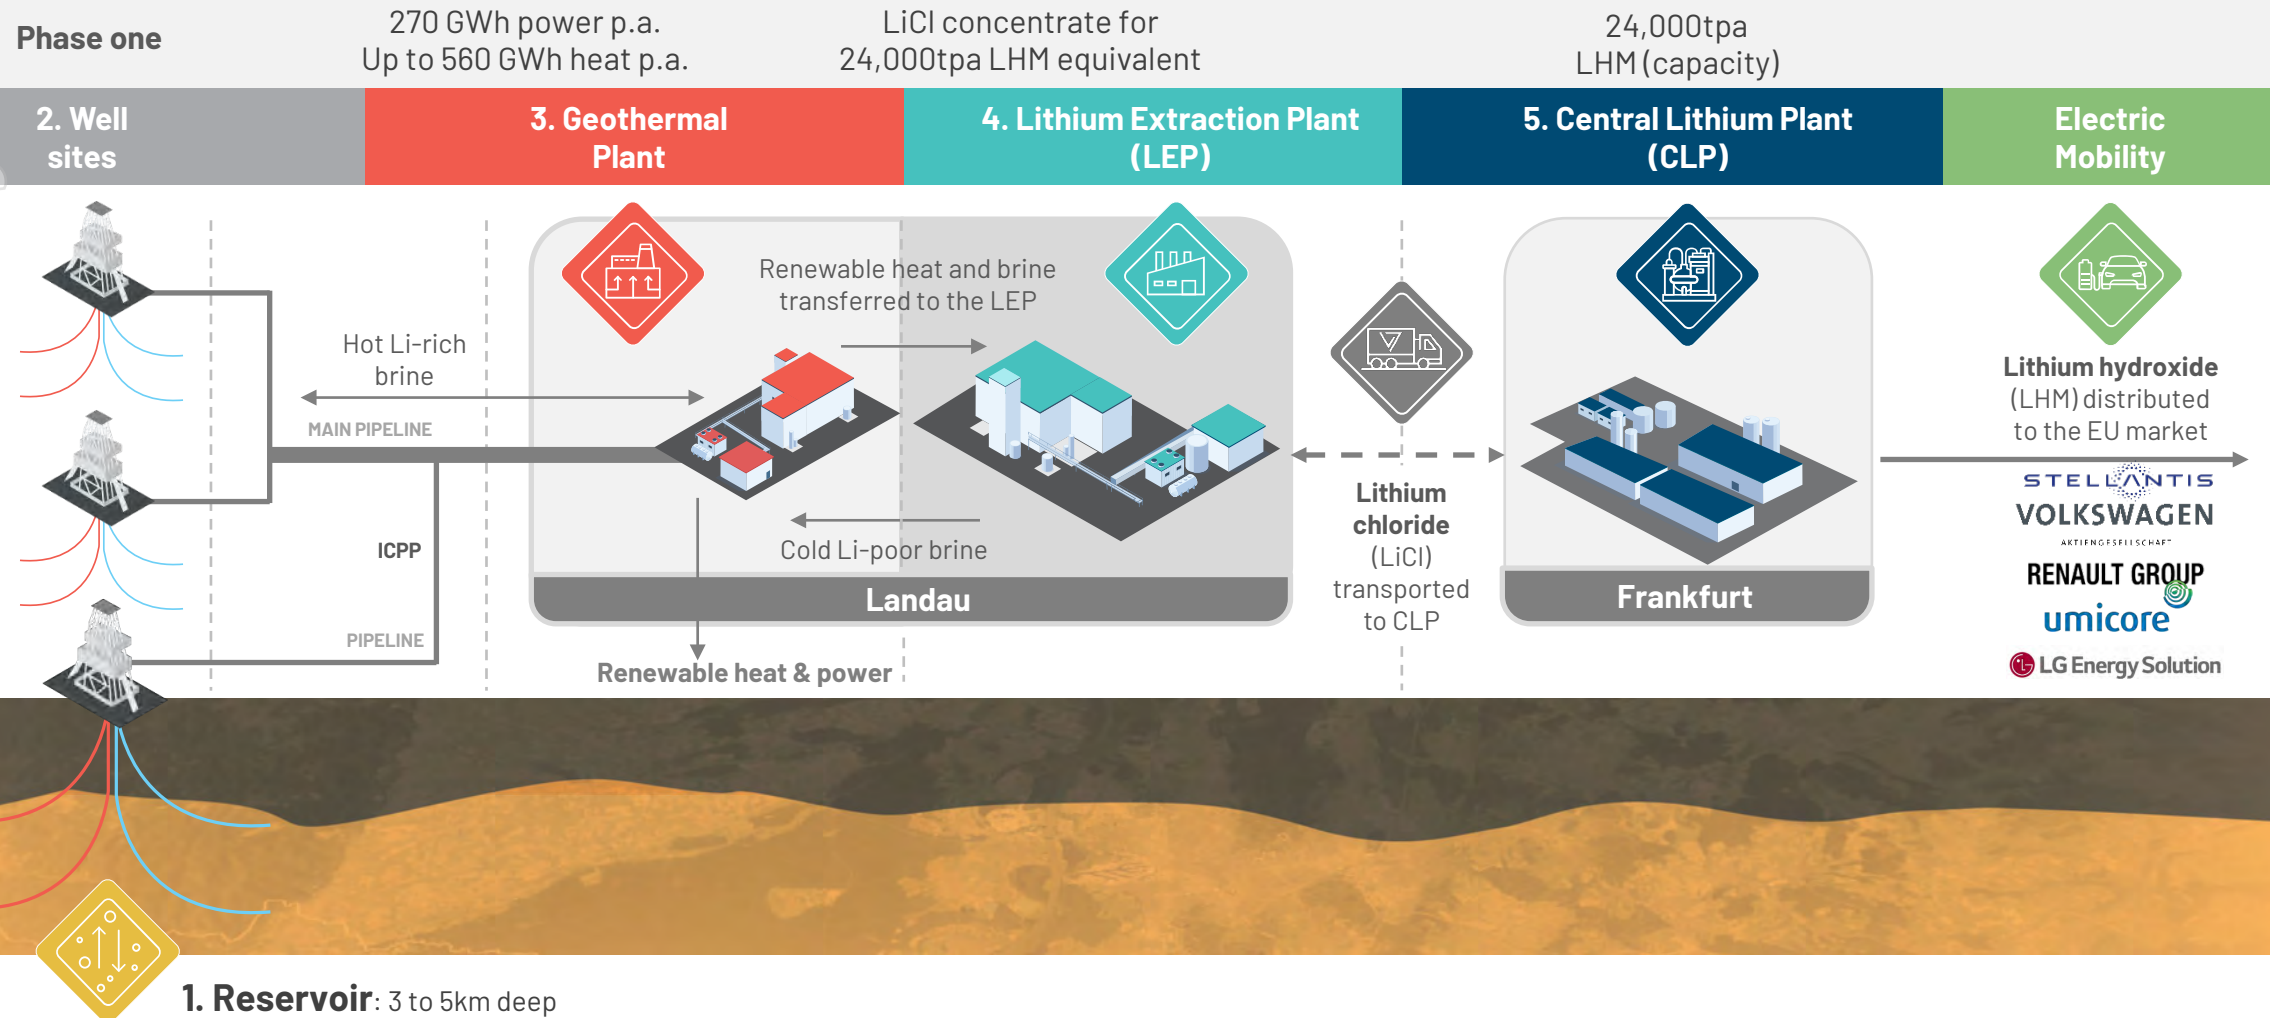 Phase one
270 GWh power p.a.
Up to 560 GWh heat p.a.
LiCl concentrate for
24,000tpa LHM equivalent
24,000tpa
LHM (capacity)
2. Well
sites
3. Geothermal
Plant
4. Lithium Extraction Plant
(LEP)
5. Central Lithium Plant
(CLP)
Electric
Mobility
Hot Li-rich
brine
MAIN PIPELINE
ICPP
PIPELINE
Renewable heat and brine
transferred to the LEP
Cold Li-poor brine
Landau
Renewable heat & power
Lithium
chloride
(LiCl)
transported
to CLP
Frankfurt
Lithium hydroxide
(LHM) distributed
to the EU market
STELLANTIS
VOLKSWAGEN
AKTIENGESELLSCHAFT
RENAULT GROUP
umicore
LG Energy Solution
1. Reservoir: 3 to 5km deep